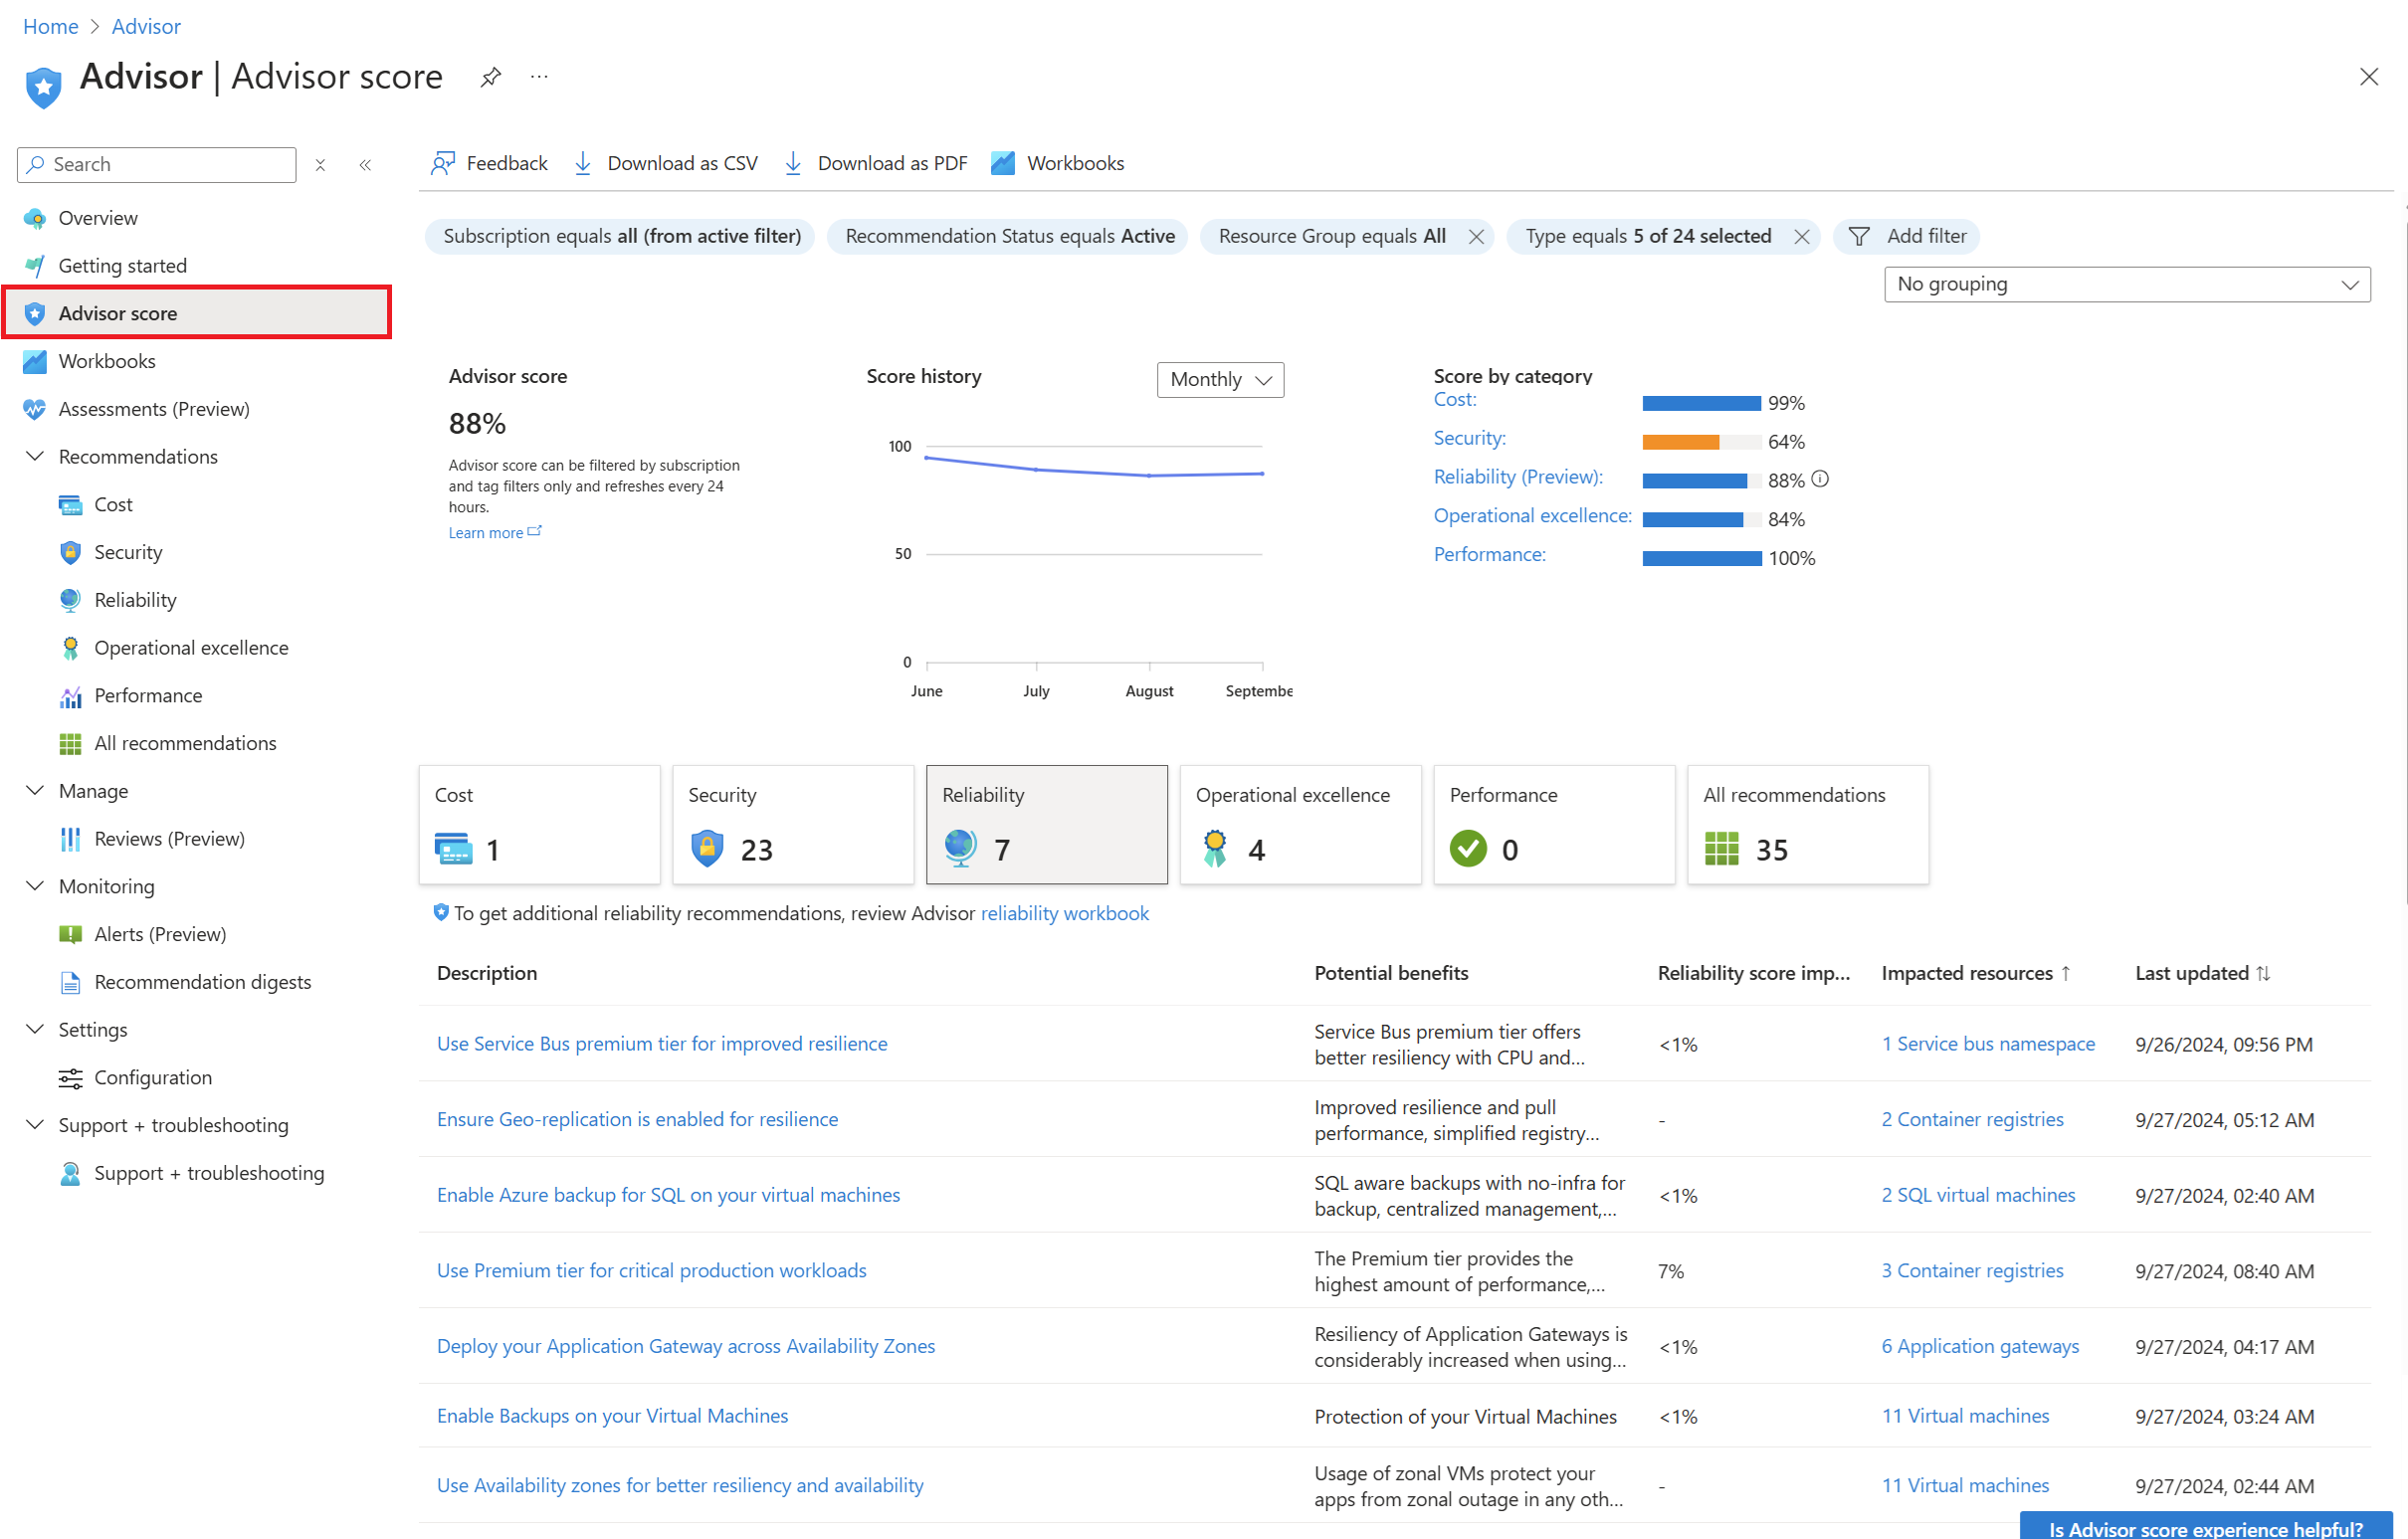 Home > Advisor
Advisor | Advisor score ...
Search
Overview
Getting started
Advisor score
Workbooks
Assessments (Preview)
Recommendations
Cost
Security
Reliability
Operational excellence
Performance
All recommendations
Manage
Reviews (Preview)
Monitoring
Alerts (Preview)
Recommendation digests
Settings
Configuration
Support + troubleshooting
Support + troubleshooting
Feedback Download as CSV Download as PDF Workbooks
Subscription equals all (from active filter) Recommendation Status equals Active Resource Group equals All Type equals 5 of 24 selected Add filter
No grouping
Advisor score
88%
Advisor score can be filtered by subscription
and tag filters only and refreshes every 24
hours.
Learn more
Score history Monthly
100
50
0
June July August Septembe
Score by category
Cost: 99%
Security: 64%
Reliability (Preview): 88%
Operational excellence: 84%
Performance: 100%
Cost
1
Security
23
Reliability
7
Operational excellence
4
Performance
0
All recommendations
35
To get additional reliability recommendations, review Advisor reliability workbook
Description Potential benefits Reliability score imp... Impacted resources ↑ Last updated ↑↓
Use Service Bus premium tier for improved resilience
Service Bus premium tier offers
better resiliency with CPU and...
<1% 1 Service bus namespace 9/26/2024, 09:56 PM
Ensure Geo-replication is enabled for resilience
Improved resilience and pull
performance, simplified registry...
- 2 Container registries 9/27/2024, 05:12 AM
Enable Azure backup for SQL on your virtual machines
SQL aware backups with no-infra for
backup, centralized management,...
<1% 2 SQL virtual machines 9/27/2024, 02:40 AM
Use Premium tier for critical production workloads
The Premium tier provides the
highest amount of performance,...
7% 3 Container registries 9/27/2024, 08:40 AM
Deploy your Application Gateway across Availability Zones
Resiliency of Application Gateways is
considerably increased when using...
<1% 6 Application gateways 9/27/2024, 04:17 AM
Enable Backups on your Virtual Machines Protection of your Virtual Machines <1% 11 Virtual machines 9/27/2024, 03:24 AM
Use Availability zones for better resiliency and availability
Usage of zonal VMs protect your
apps from zonal outage in any oth...
- 11 Virtual machines 9/27/2024, 02:44 AM
Is Advisor score experience helpful?